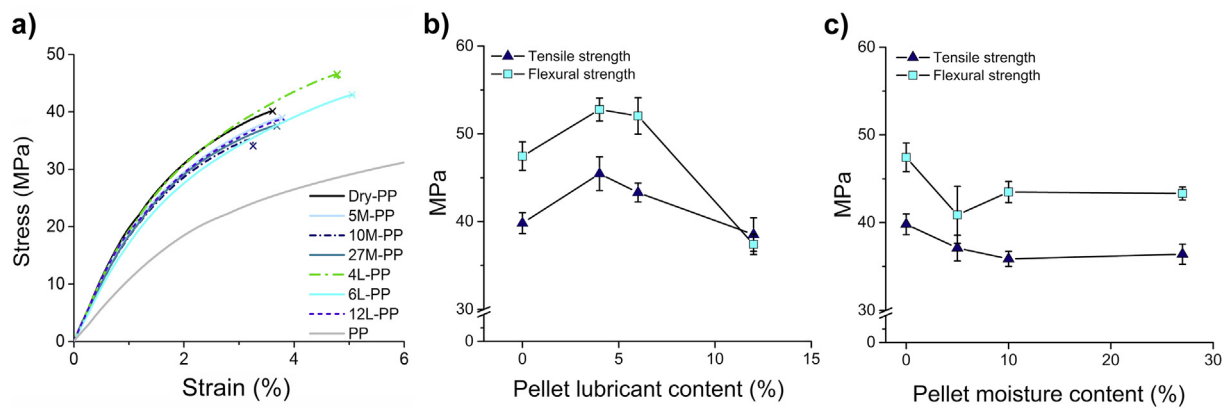 a)
50
40
30
20
10
0
Stress (MPa)
0
2
4
6
Strain (%)
Dry-PP
5M-PP
10M-PP
27M-PP
4L-PP
6L-PP
12L-PP
PP
b)
60
50
40
30
0
MPa
Tensile strength
Flexural strength
0
5
10
15
Pellet lubricant content (%)
c)
60
50
40
30
0
MPa
Tensile strength
Flexural strength
0
10
20
30
Pellet moisture content (%)